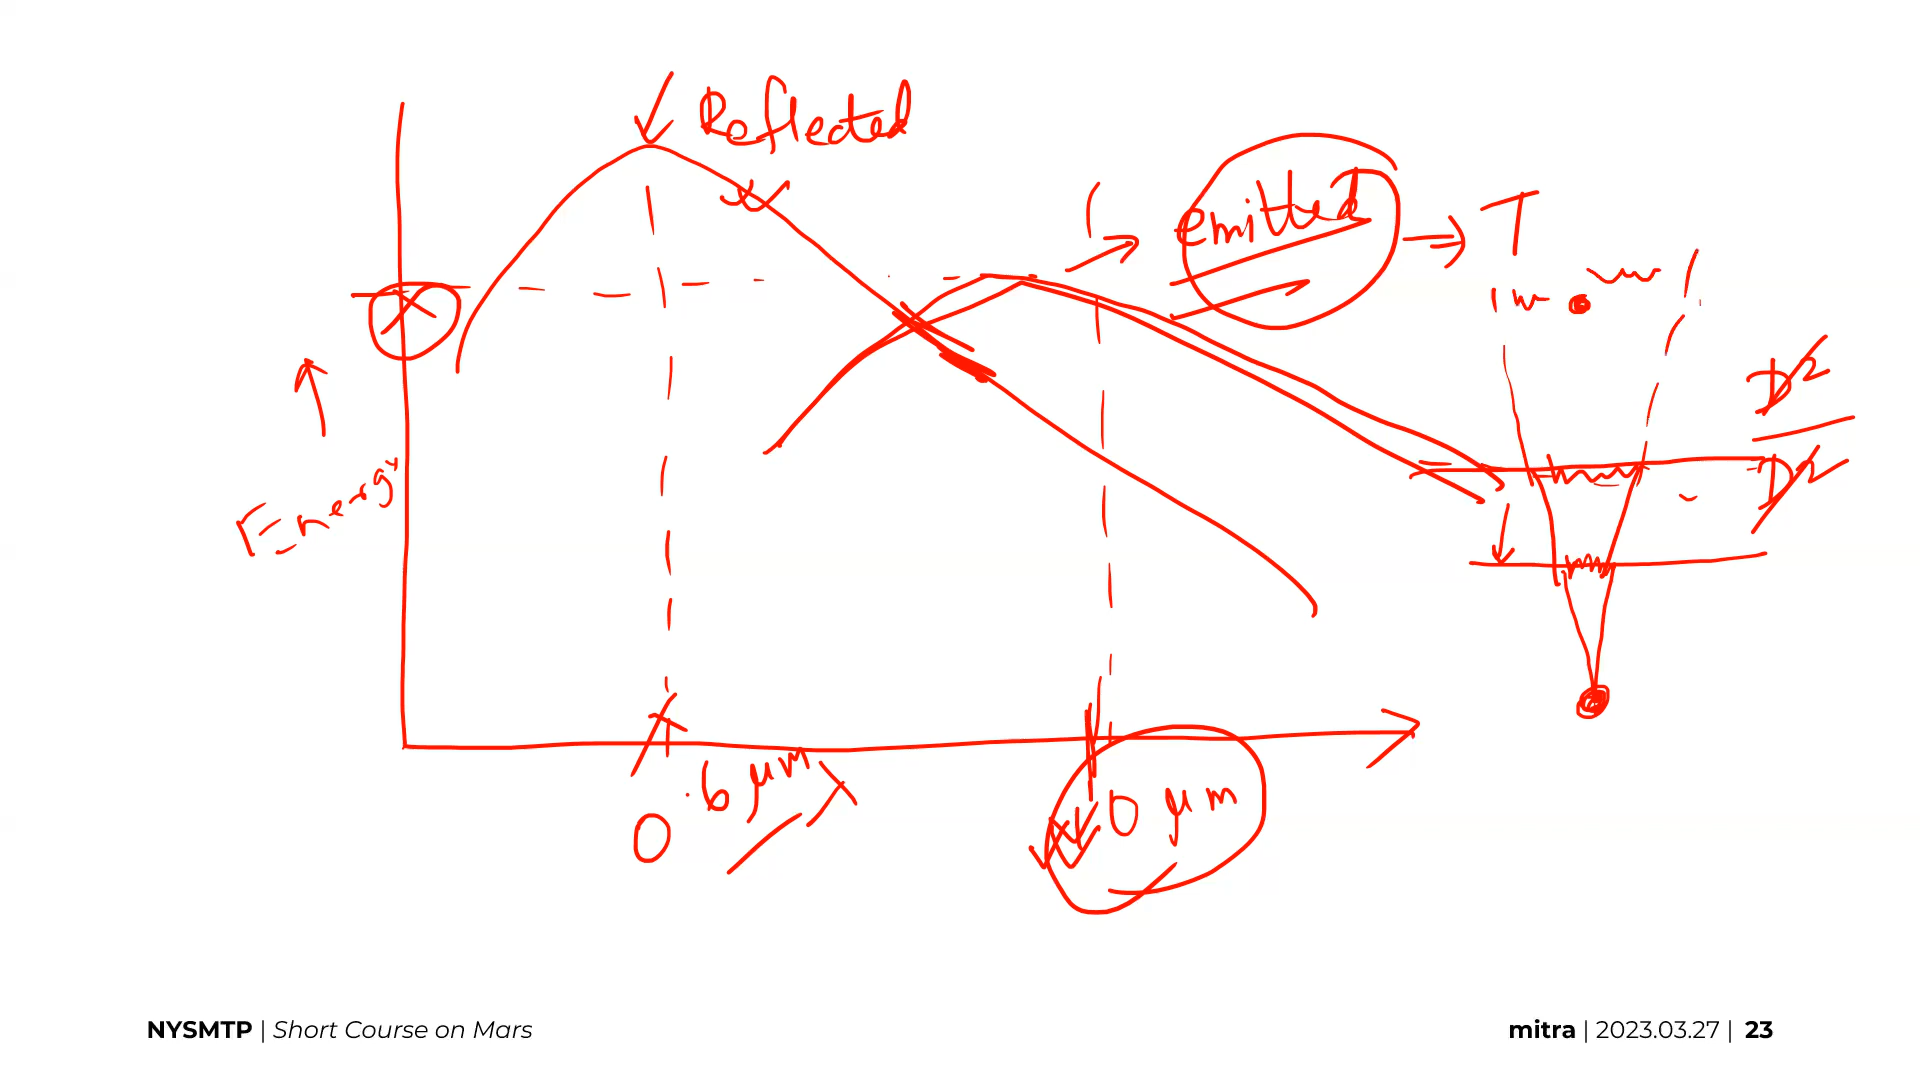 Reflected
emitted
T
D²
D²
Energy
0.6 μm
10 μm
NYSMTP | Short Course on Mars
mitra | 2023.03.27 | 23